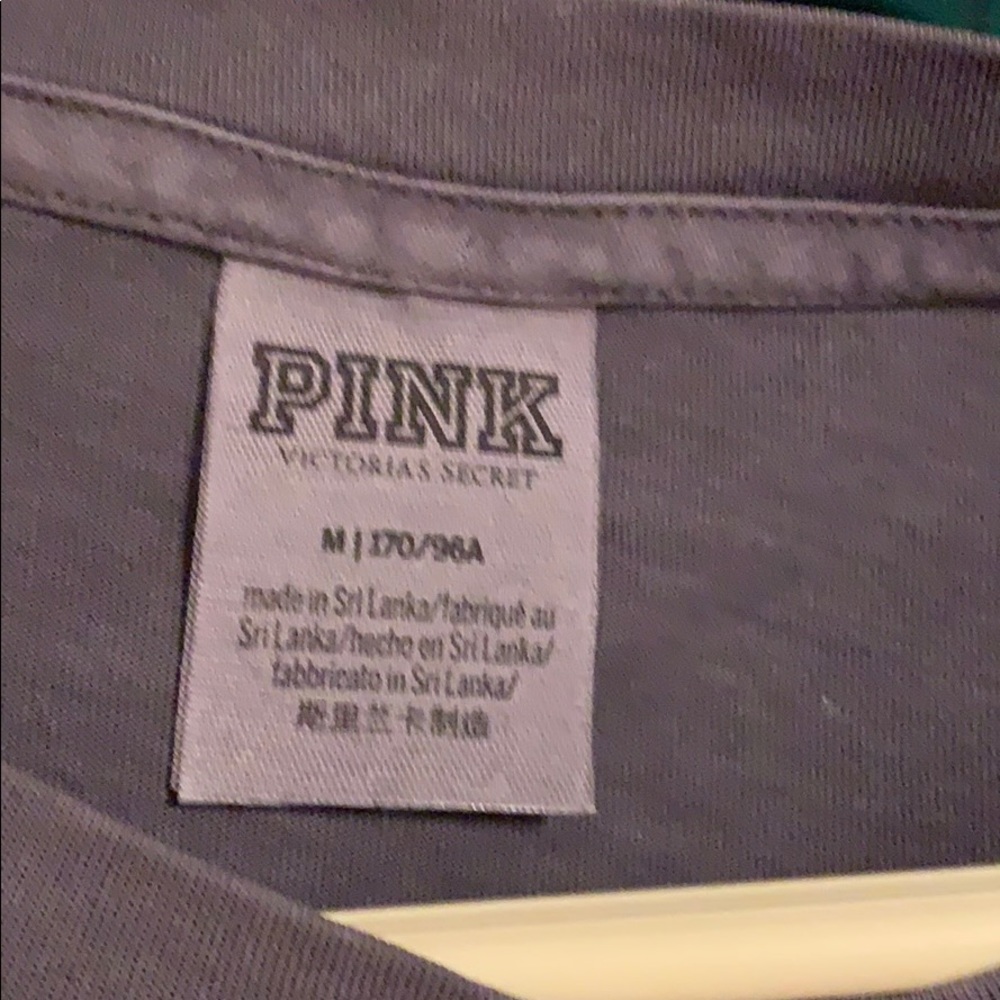 PINK
VICTORIAS SECRET
M | 170/96A
made in Sri Lanka/fabriqué au
Sri Lanka/hecho en Sri Lanka/
fabbricato in Sri Lanka/
斯里兰卡制造